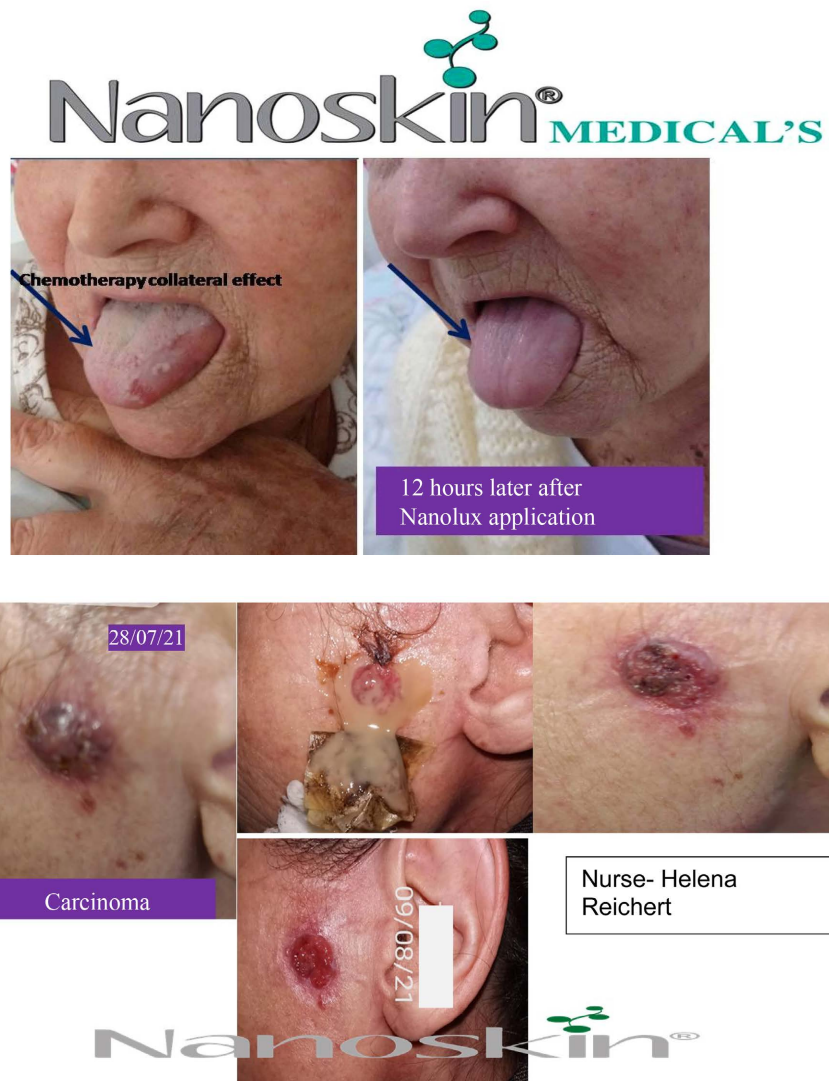 Nanoskin® MEDICAL'S
Chemotherapy collateral effect
12 hours later after
Nanolux application
28/07/21
Carcinoma
Nurse- Helena
Reichert
09/08/21
Nanoskin®